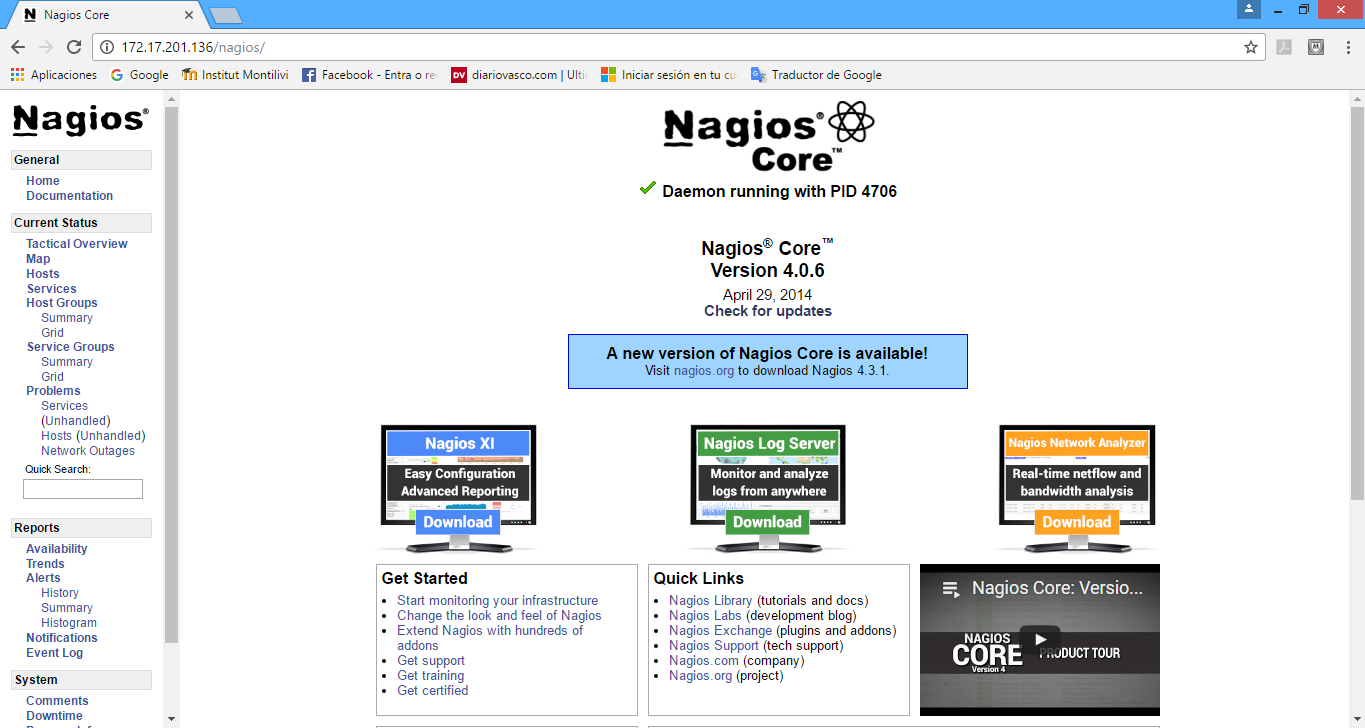 Nagios Core
172.17.201.136/nagios/
Aplicaciones
Google
Institut Montilivi
Facebook - Entra o re
DV
diariovasco.com | Ulti
Iniciar sesión en tu cu
Traductor de Google
Nagios®
General
Home
Documentation
Current Status
Tactical Overview
Map
Hosts
Services
Host Groups
Summary
Grid
Service Groups
Summary
Grid
Problems
Services
(Unhandled)
Hosts (Unhandled)
Network Outages
Quick Search:
Reports
Availability
Trends
Alerts
History
Summary
Histogram
Notifications
Event Log
System
Comments
Downtime
Nagios®
Core™
Daemon running with PID 4706
Nagios® Core™
Version 4.0.6
April 29, 2014
Check for updates
A new version of Nagios Core is available!
Visit nagios.org to download Nagios 4.3.1.
Nagios XI
Easy Configuration
Advanced Reporting
Download
Nagios Log Server
Monitor and analyze
logs from anywhere
Download
Nagios Network Analyzer
Real-time netflow and
bandwidth analysis
Download
Get Started
• Start monitoring your infrastructure
• Change the look and feel of Nagios
• Extend Nagios with hundreds of
addons
• Get support
• Get training
• Get certified
Quick Links
• Nagios Library (tutorials and docs)
• Nagios Labs (development blog)
• Nagios Exchange (plugins and addons)
• Nagios Support (tech support)
• Nagios.com (company)
• Nagios.org (project)
Nagios Core: Versio...
NAGIOS
CORE
Version 4
PRODUCT TOUR